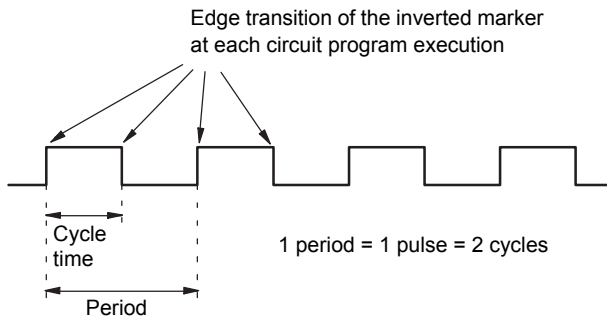 Edge transition of the inverted marker
at each circuit program execution
Cycle
time
1 period = 1 pulse = 2 cycles
Period